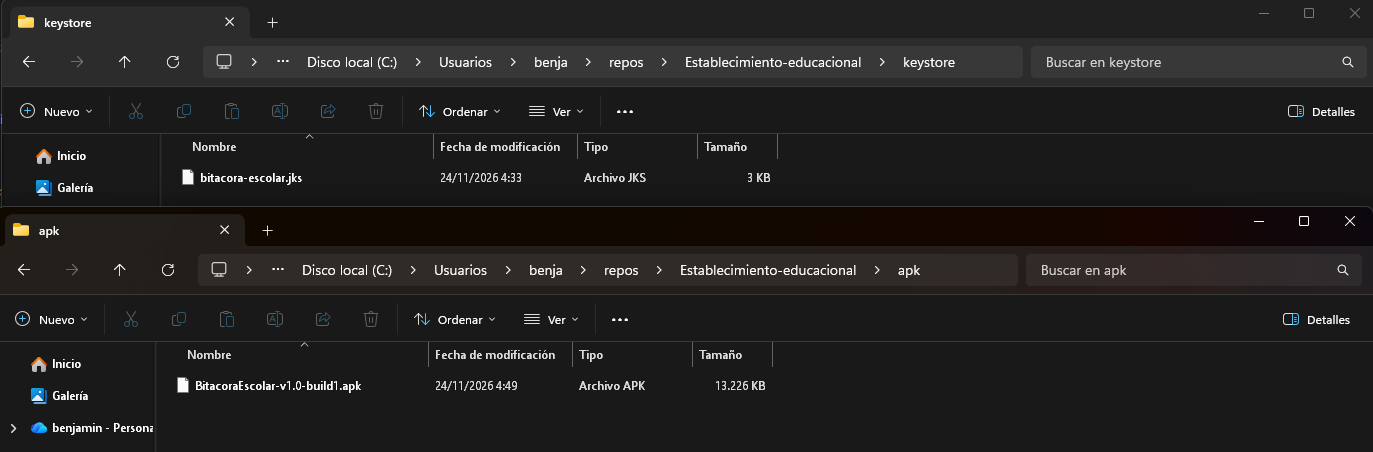 keystore
Disco local (C:) Usuarios benja repos Establecimiento-educacional keystore Buscar en keystore
Nuevo Ordenar Ver Detalles
Nombre Fecha de modificación Tipo Tamaño
Inicio
bitacora-escolar.jks 24/11/2026 4:33 Archivo JKS 3 KB
Galería
apk
Disco local (C:) Usuarios benja repos Establecimiento-educacional apk Buscar en apk
Nuevo Ordenar Ver Detalles
Nombre Fecha de modificación Tipo Tamaño
Inicio
BitacoraEscolar-v1.0-build1.apk 24/11/2026 4:49 Archivo APK 13.226 KB
Galería
benjamin - Persona